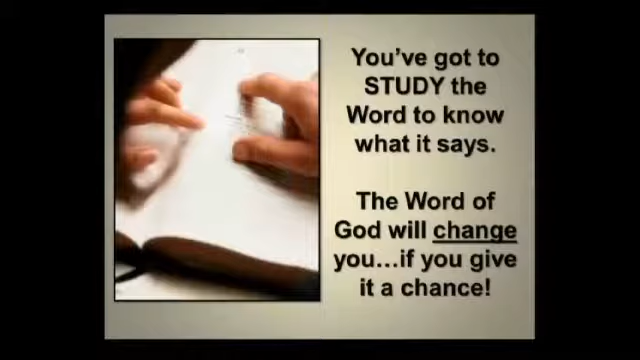 You've got to
STUDY the
Word to know
what it says.
The Word of
God will change
you...if you give
it a chance!